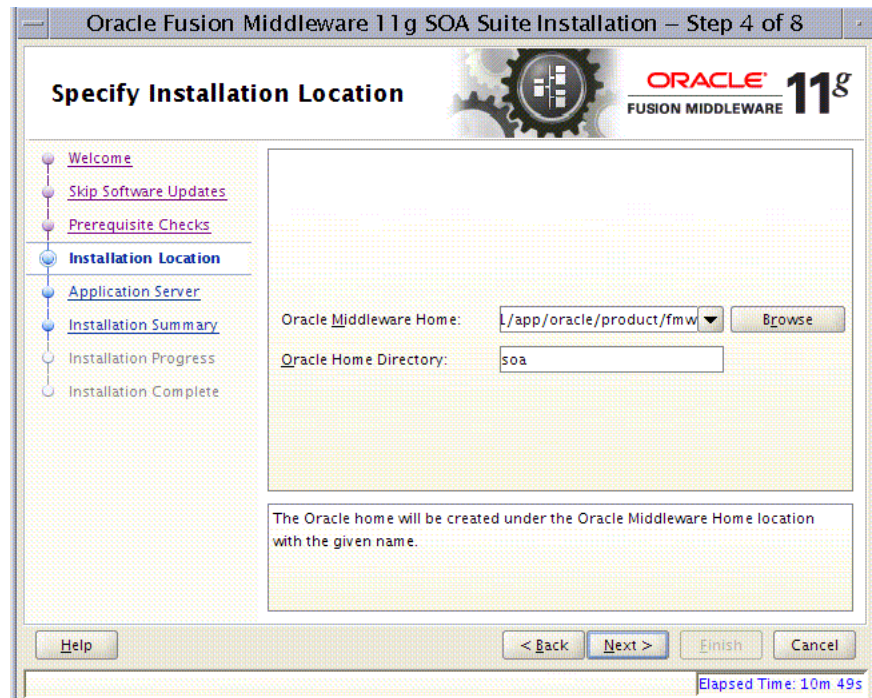 Oracle Fusion Middleware 11g SOA Suite Installation – Step 4 of 8
Specify Installation Location
ORACLE
FUSION MIDDLEWARE
11g
Welcome
Skip Software Updates
Prerequisite Checks
Installation Location
Application Server
Installation Summary
Installation Progress
Installation Complete
Oracle Middleware Home:
/app/oracle/product/fmw
Browse
Oracle Home Directory:
soa
The Oracle home will be created under the Oracle Middleware Home location
with the given name.
Help
< Back
Next >
Finish
Cancel
Elapsed Time: 10m 49s